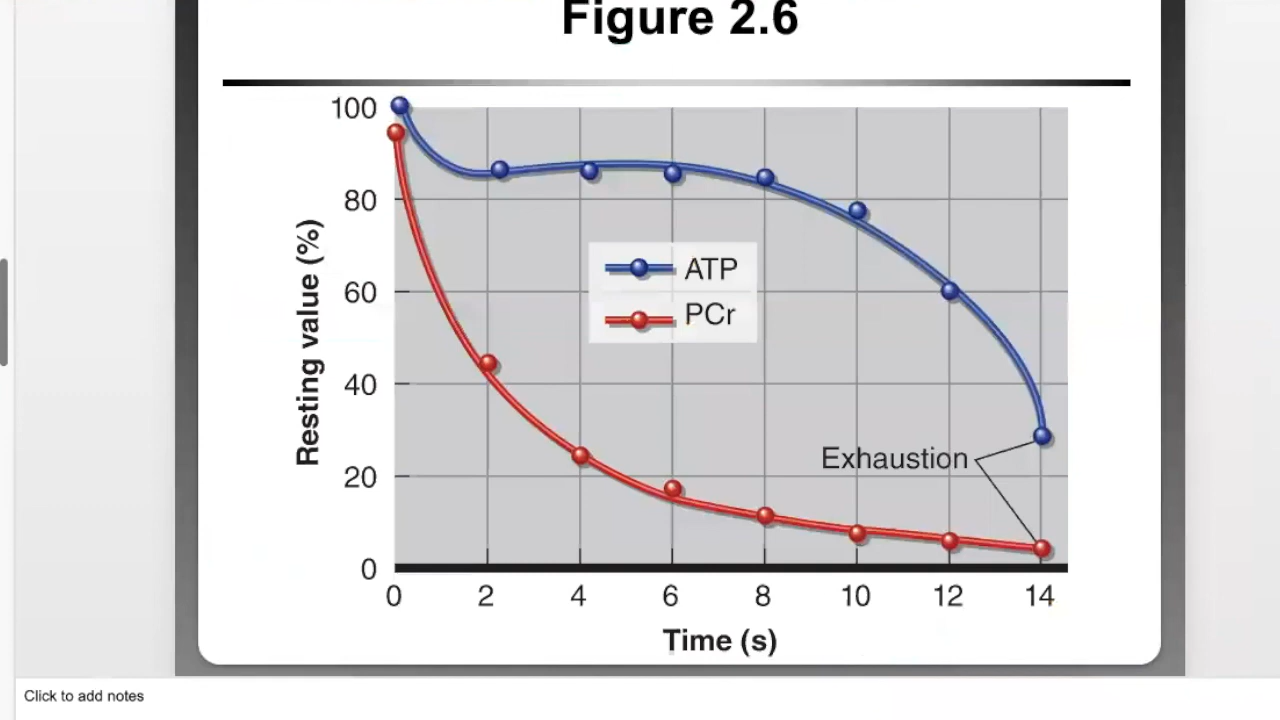 Figure 2.6
100
80
60
40
20
0
Resting value (%)
ATP
PCr
Exhaustion
0 2 4 6 8 10 12 14
Time (s)
Click to add notes